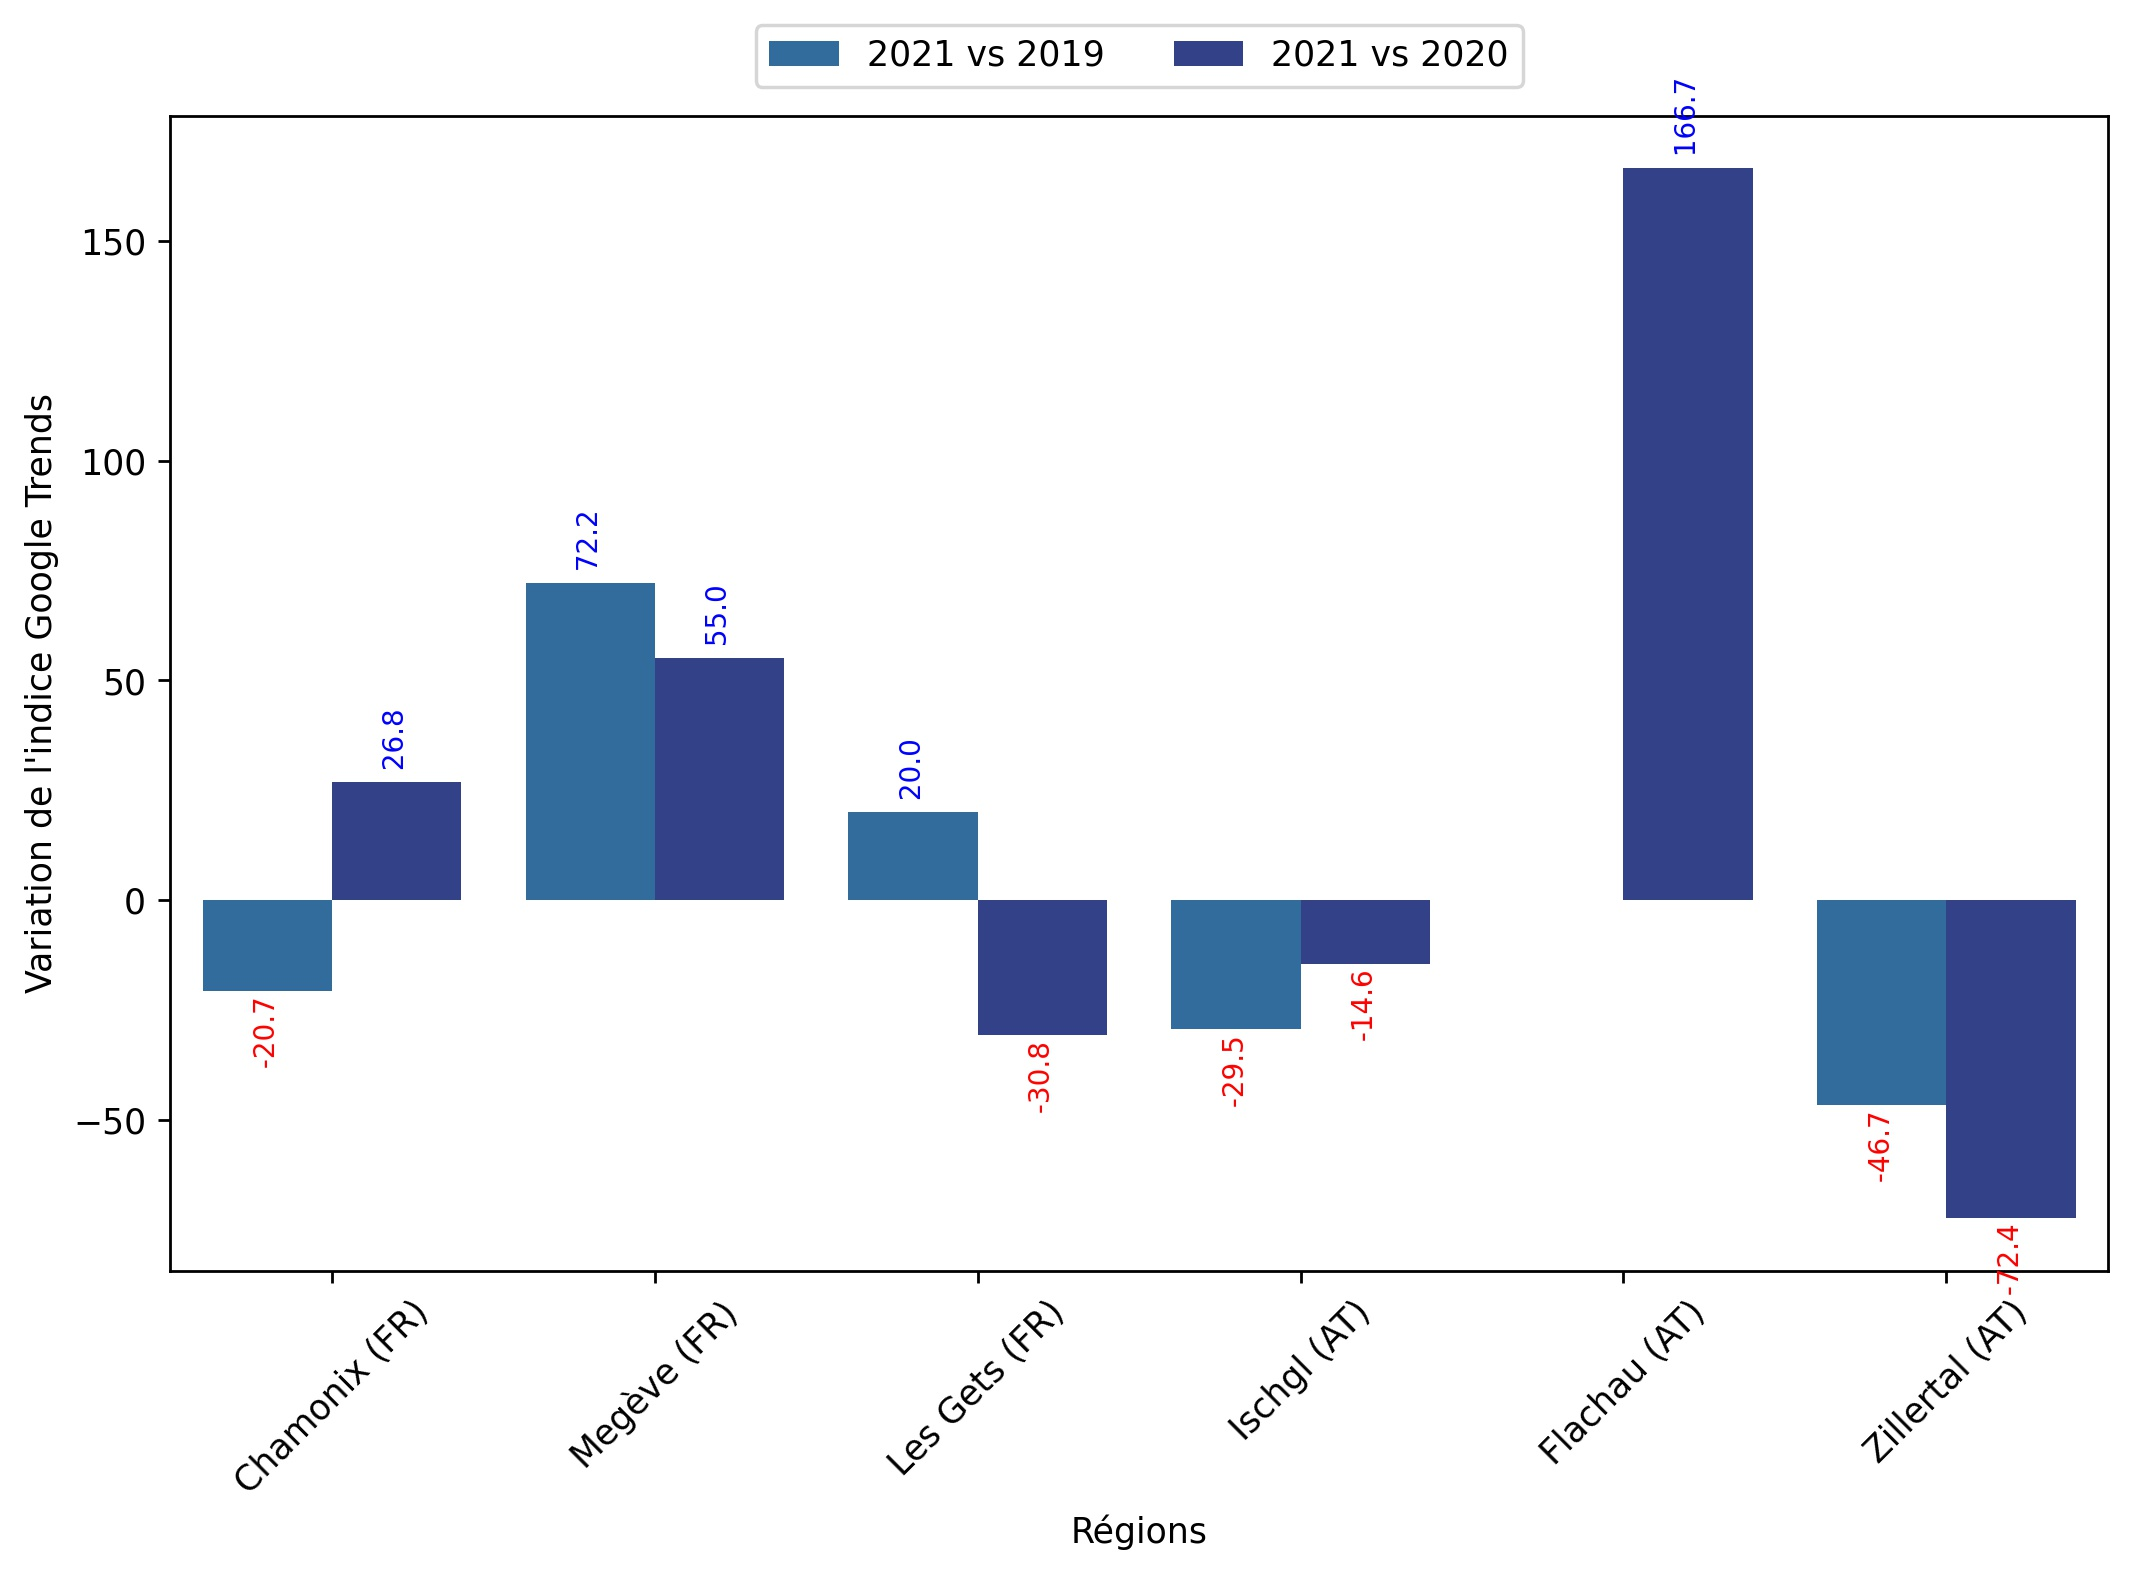 2021 vs 2019 2021 vs 2020
Variation de l'indice Google Trends
150
100
50
0
−50
-20.7
26.8
72.2
55.0
20.0
-30.8
-29.5
-14.6
166.7
-46.7
-72.4
Chamonix (FR)
Megève (FR)
Les Gets (FR)
Ischgl (AT)
Flachau (AT)
Zillertal (AT)
Régions